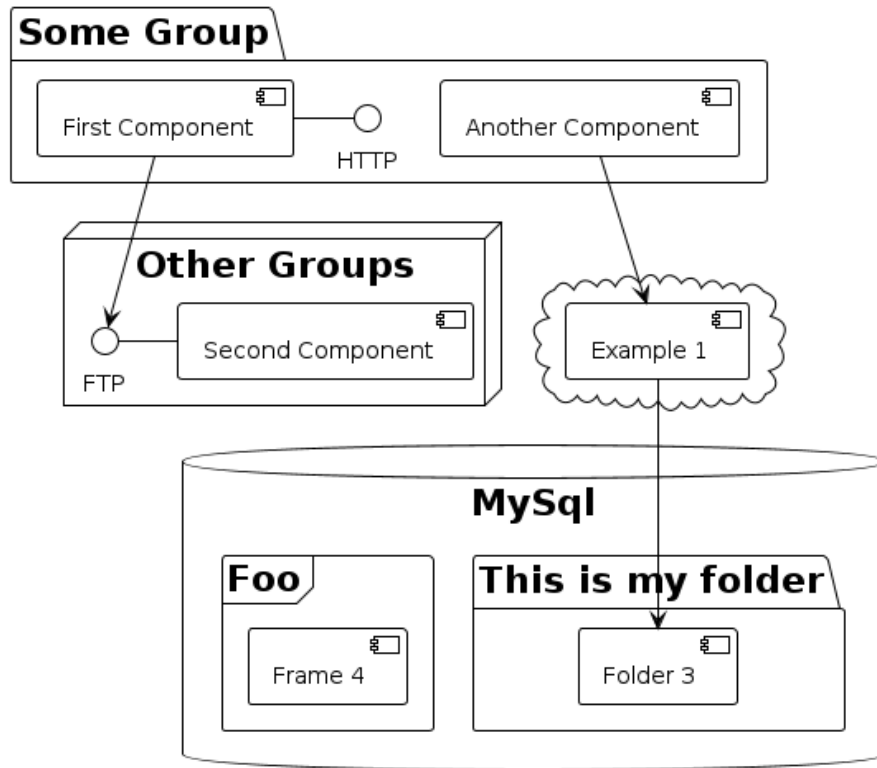 Some Group
First Component
HTTP
Another Component
Other Groups
FTP
Second Component
Example 1
MySql
Foo
Frame 4
This is my folder
Folder 3